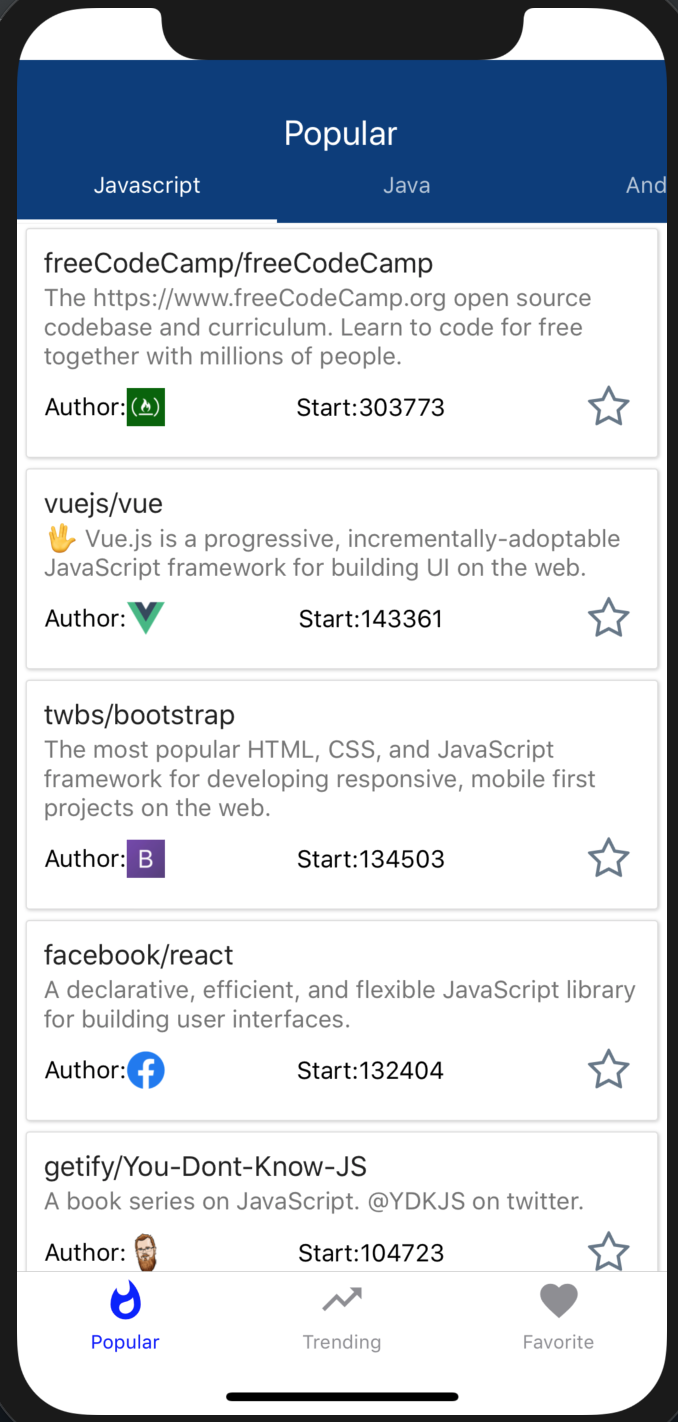 Popular
Javascript Java And
freeCodeCamp/freeCodeCamp
The https://www.freeCodeCamp.org open source
codebase and curriculum. Learn to code for free
together with millions of people.
Author: Start:303773
vuejs/vue
🖖 Vue.js is a progressive, incrementally-adoptable
JavaScript framework for building UI on the web.
Author: Start:143361
twbs/bootstrap
The most popular HTML, CSS, and JavaScript
framework for developing responsive, mobile first
projects on the web.
Author: B Start:134503
facebook/react
A declarative, efficient, and flexible JavaScript library
for building user interfaces.
Author: f Start:132404
getify/You-Dont-Know-JS
A book series on JavaScript. @YDKJS on twitter.
Author: Start:104723
Popular Trending Favorite